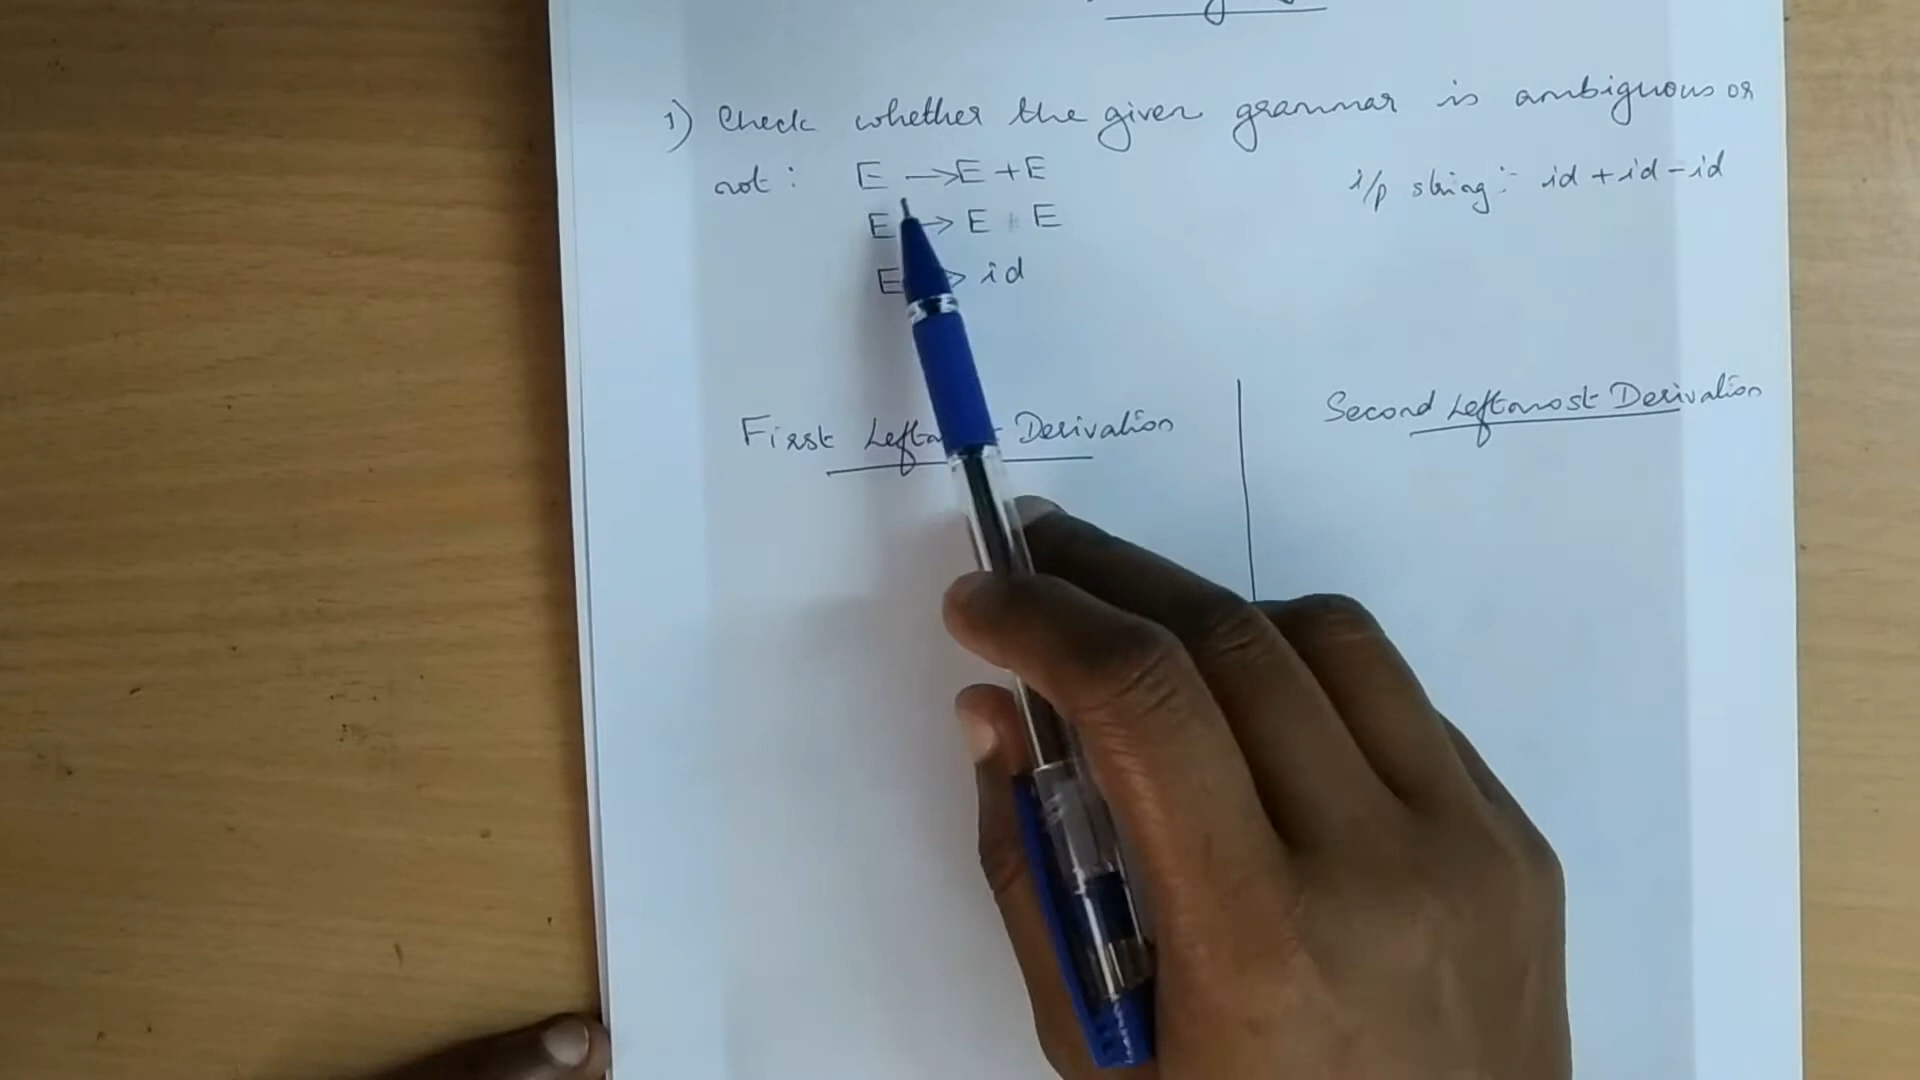 1) Check whether the given grammar is ambiguous or
not : E → E + E i/p string :- id + id - id
E → E E
E → id
First Derivation
Second Leftmost Derivation